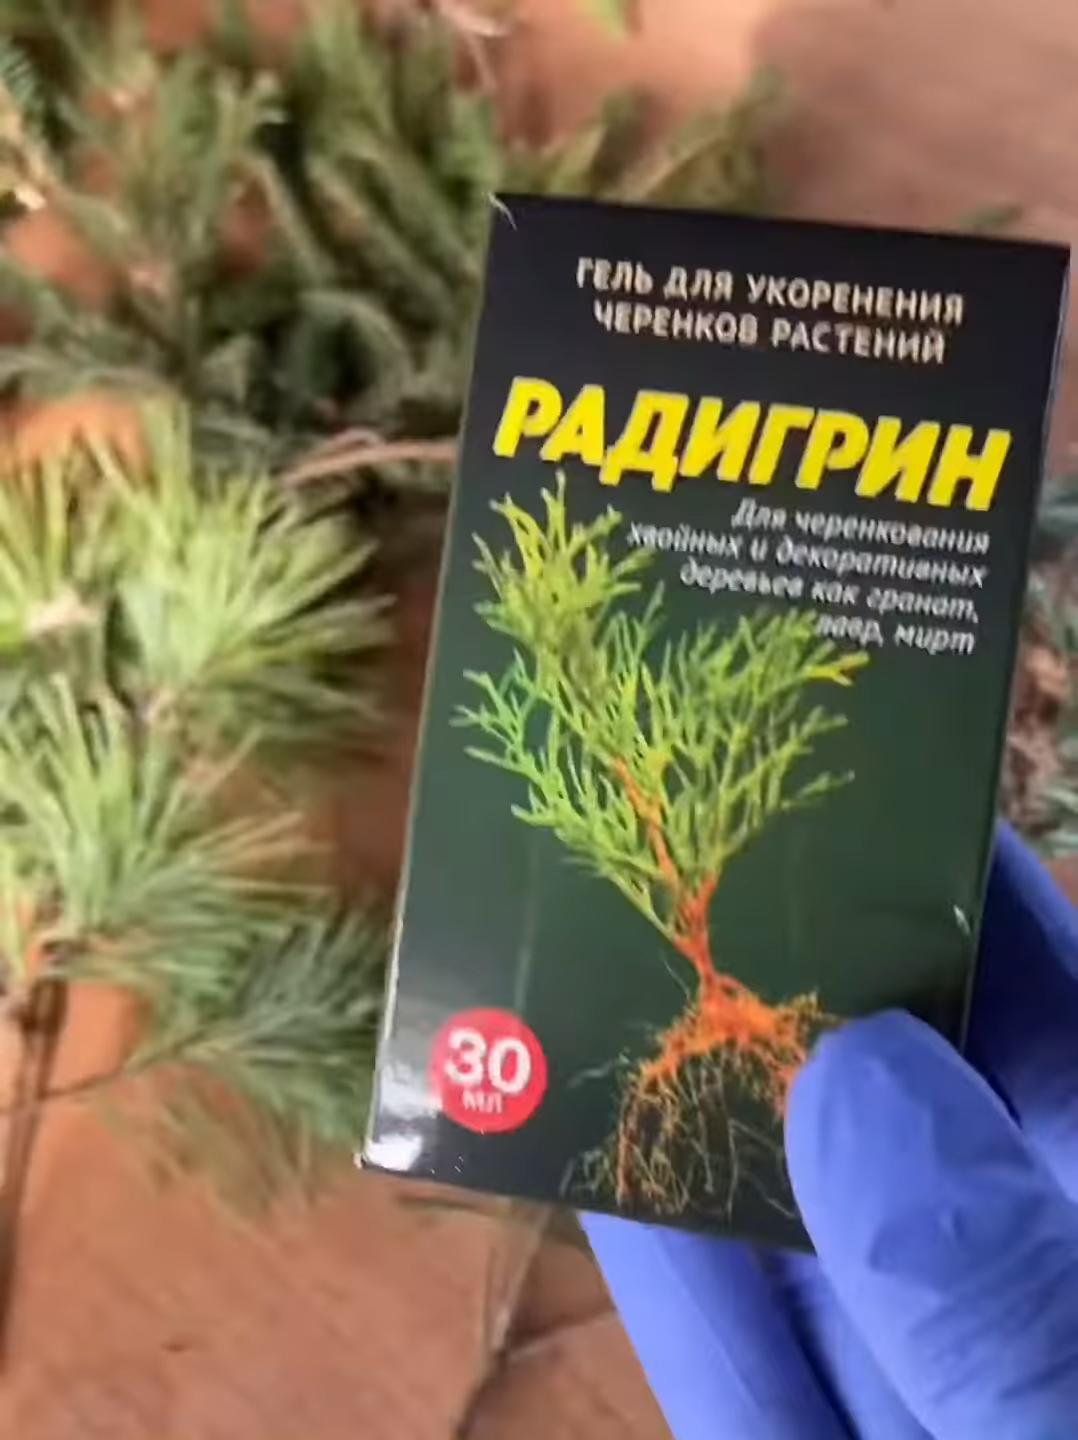 ГЕЛЬ ДЛЯ УКОРЕНЕНИЯ
ЧЕРЕНКОВ РАСТЕНИЙ
РАДИГРИН
Для черенкования
хвойных и декоративных
деревьев как гранат,
лавр, мирт
30
МЛ